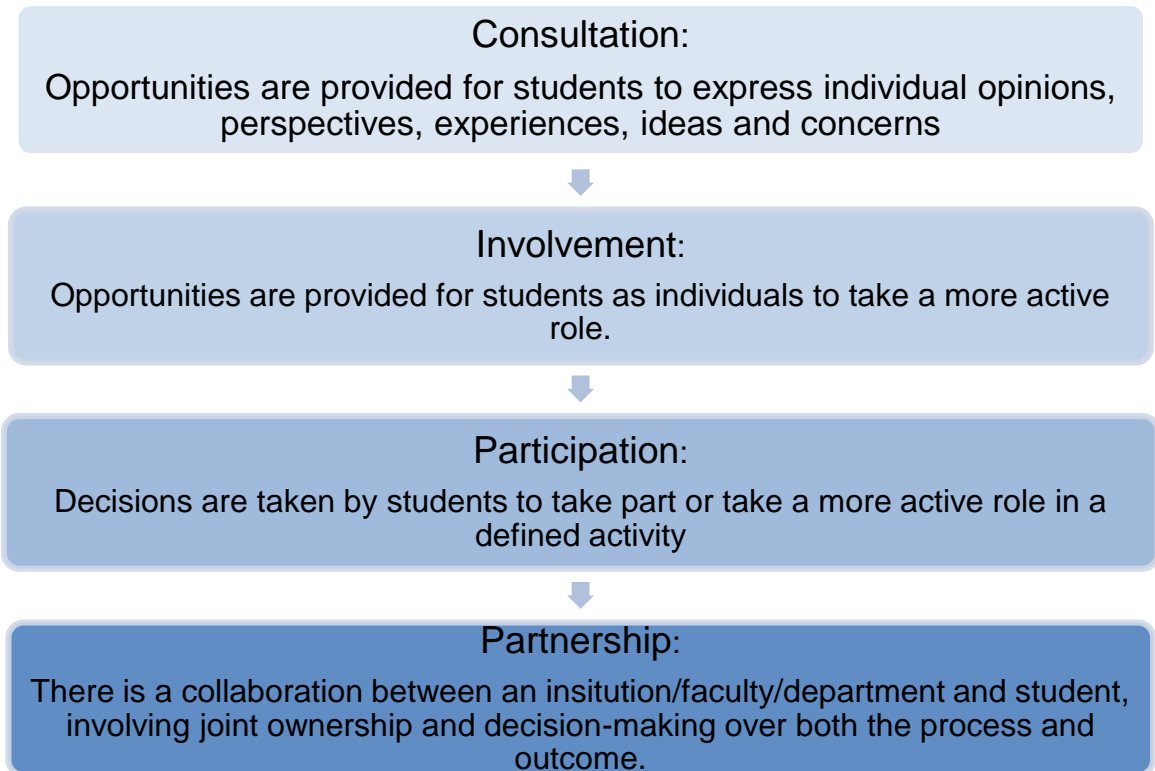 Consultation:
Opportunities are provided for students to express individual opinions,
perspectives, experiences, ideas and concerns
Involvement:
Opportunities are provided for students as individuals to take a more active
role.
Participation:
Decisions are taken by students to take part or take a more active role in a
defined activity
Partnership:
There is a collaboration between an insitution/faculty/department and student,
involving joint ownership and decision-making over both the process and
outcome.